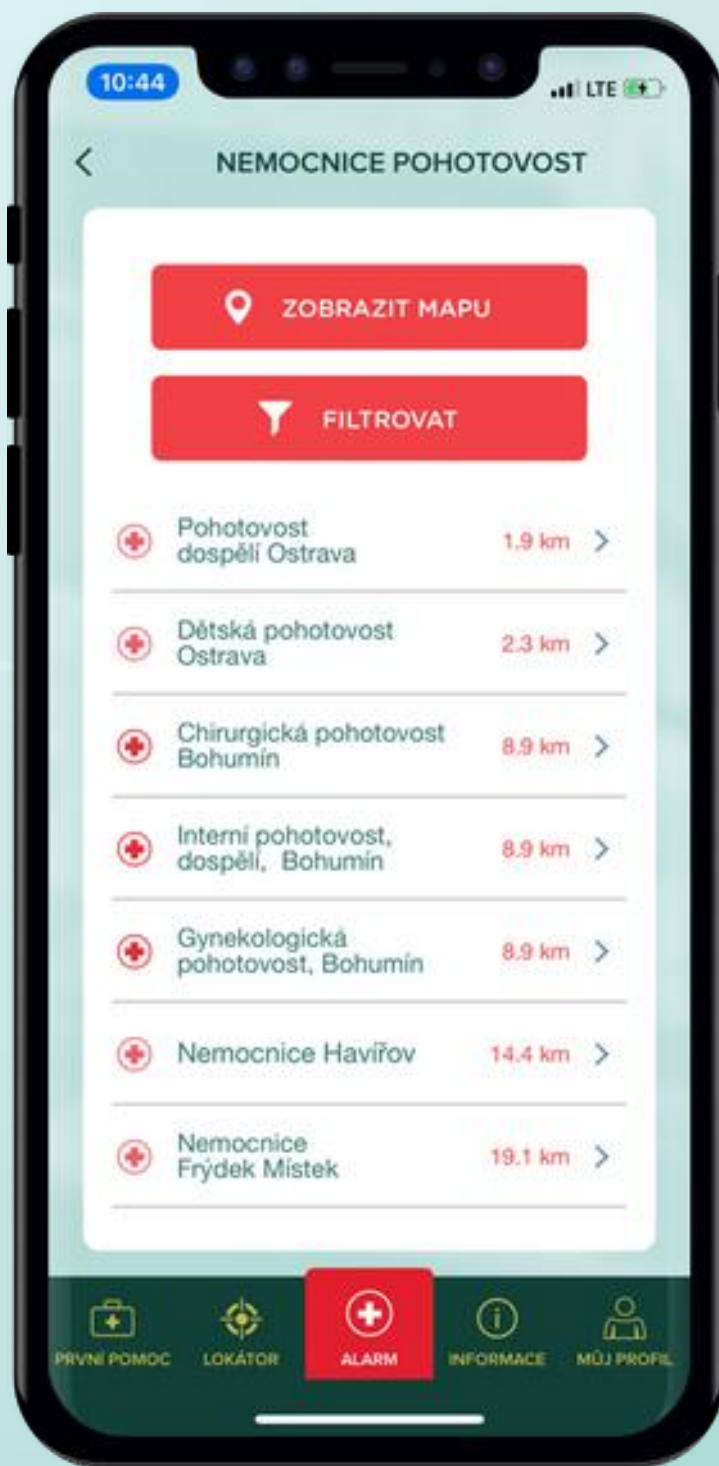 10:44
LTE
NEMOCNICE POHOTOVOST
ZOBRAZIT MAPU
FILTROVAT
Pohotovost
dospělí Ostrava
1.9 km
Dětská pohotovost
Ostrava
2.3 km
Chirurgická pohotovost
Bohumín
8.9 km
Interní pohotovost,
dospělí, Bohumín
8.9 km
Gynekologická
pohotovost, Bohumín
8.9 km
Nemocnice Havířov
14.4 km
Nemocnice
Frýdek Místek
19.1 km
PRVNÍ POMOC
LOKÁTOR
ALARM
INFORMACE
MŮJ PROFIL